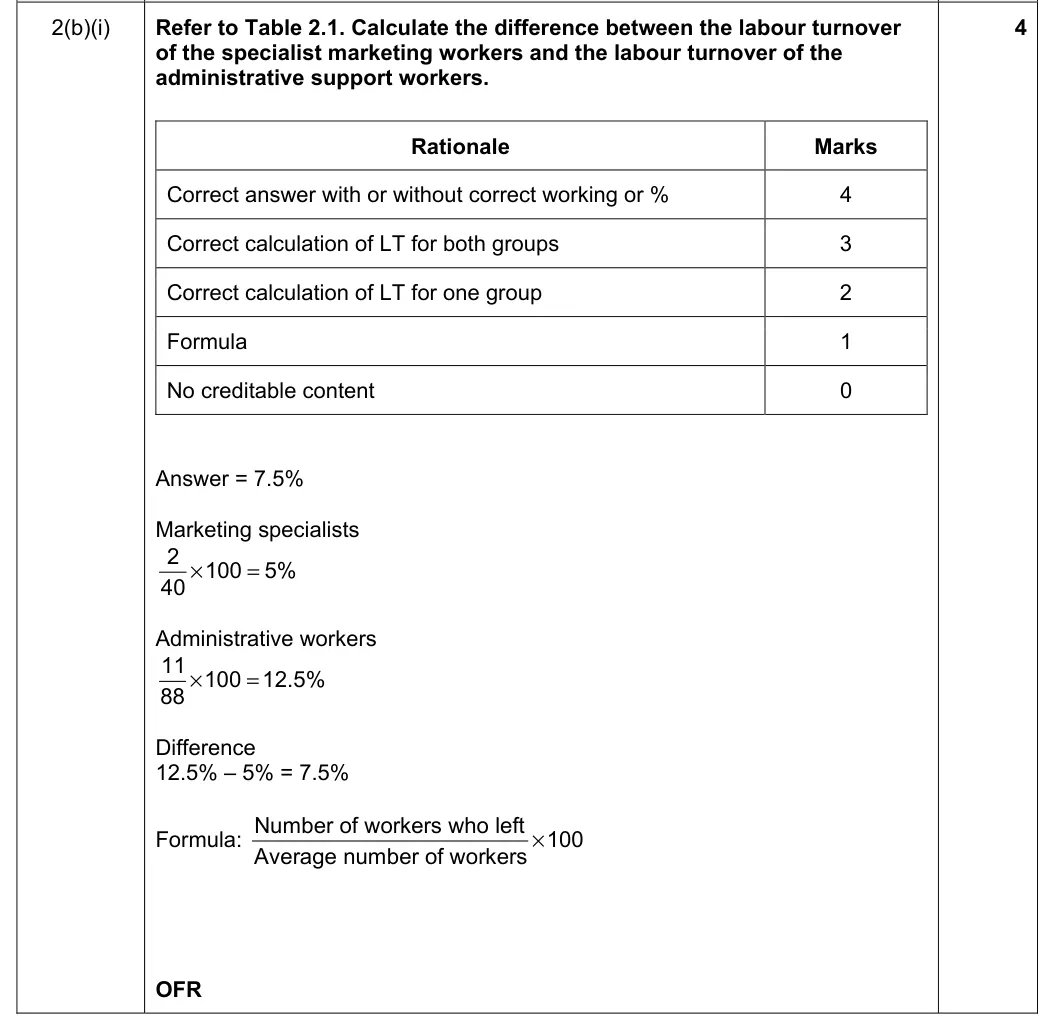 2(b)(i) Refer to Table 2.1. Calculate the difference between the labour turnover 4
of the specialist marketing workers and the labour turnover of the
administrative support workers.
Rationale Marks
Correct answer with or without correct working or % 4
Correct calculation of LT for both groups 3
Correct calculation of LT for one group 2
Formula 1
No creditable content 0
Answer = 7.5%
Marketing specialists
2
×100 = 5%
40
Administrative workers
11
×100 = 12.5%
88
Difference
12.5% – 5% = 7.5%
Number of workers who left
Formula: ×100
Average number of workers
OFR